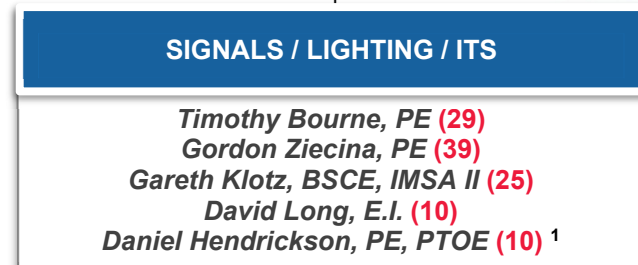 SIGNALS / LIGHTING / ITS
Timothy Bourne, PE (29)
Gordon Ziecina, PE (39)
Gareth Klotz, BSCE, IMSA II (25)
David Long, E.I. (10)
Daniel Hendrickson, PE, PTOE (10) 1